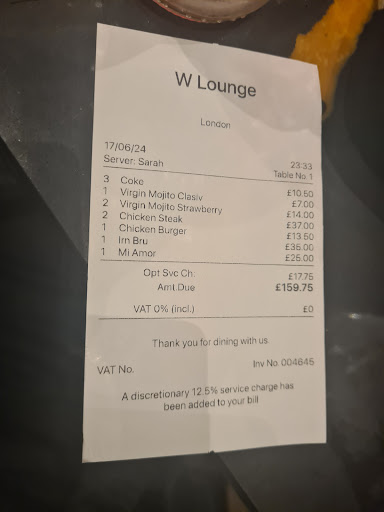 W Lounge
London
17/06/24 23:33
Server: Sarah Table No. 1
3 Coke £10.50
1 Virgin Mojito Clasiv £7.00
2 Virgin Mojito Strawberry £14.00
2 Chicken Steak £37.00
1 Chicken Burger £13.50
1 Irn Bru £35.00
1 Mi Amor £25.00
Opt Svc Ch: £17.75
Amt.Due £159.75
VAT 0% (incl.) £0
Thank you for dining with us.
VAT No. Inv No. 004645
A discretionary 12.5% service charge has
been added to your bill